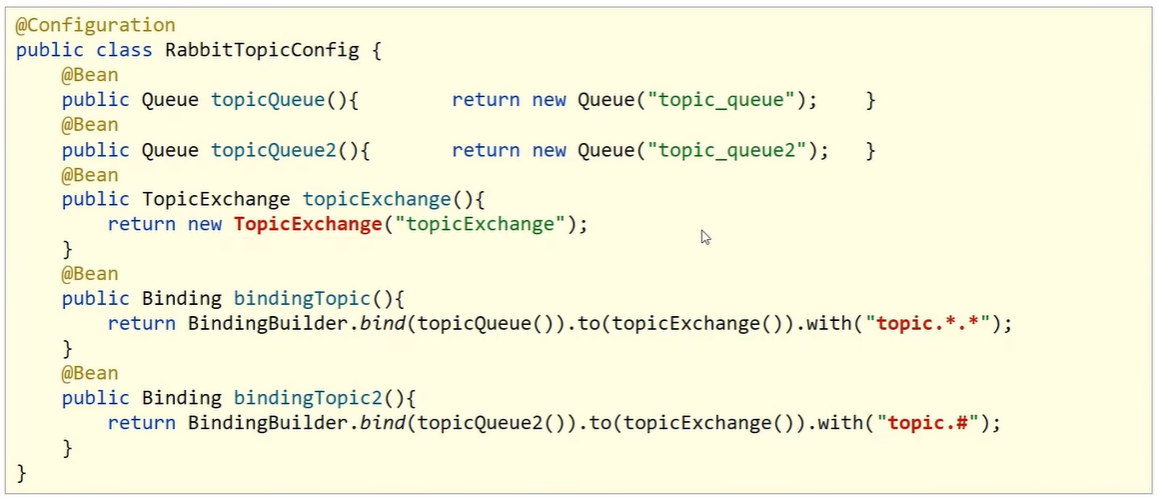 @Configuration
public class RabbitTopicConfig {
    @Bean
    public Queue topicQueue(){        return new Queue("topic_queue");    }
    @Bean
    public Queue topicQueue2(){       return new Queue("topic_queue2");   }
    @Bean
    public TopicExchange topicExchange(){
        return new TopicExchange("topicExchange");
    }
    @Bean
    public Binding bindingTopic(){
        return BindingBuilder.bind(topicQueue()).to(topicExchange()).with("topic.*.*");
    }
    @Bean
    public Binding bindingTopic2(){
        return BindingBuilder.bind(topicQueue2()).to(topicExchange()).with("topic.#");
    }
}